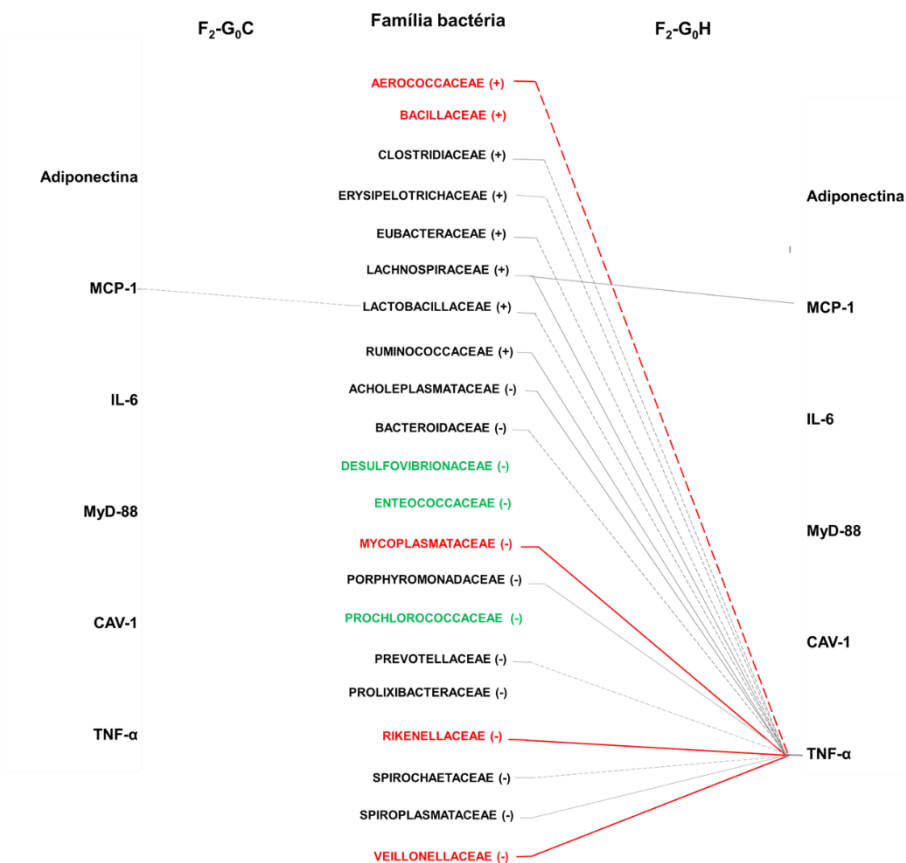 F₂-G₀C
Família bactéria
F₂-G₀H
AEROCOCCACEAE (+)
BACILLACEAE (+)
CLOSTRIDIACEAE (+)
ERYSIPELOTRICHACEAE (+)
EUBACTERACEAE (+)
LACHNOSPIRACEAE (+)
LACTOBACILLACEAE (+)
RUMINOCOCCACEAE (+)
ACHOLEPLASMATACEAE (-)
BACTEROIDACEAE (-)
DESULFOVIBRIONACEAE (-)
ENTEOCOCCACEAE (-)
MYCOPLASMATACEAE (-)
PORPHYROMONADACEAE (-)
PROCHLOROCOCCACEAE (-)
PREVOTELLACEAE (-)
PROLIXIBACTERACEAE (-)
RIKENELLACEAE (-)
SPIROCHAETACEAE (-)
SPIROPLASMATACEAE (-)
VEILLONELLACEAE (-)
Adiponectina
MCP-1
IL-6
MyD-88
CAV-1
TNF-α
Adiponectina
MCP-1
IL-6
MyD-88
CAV-1
TNF-α